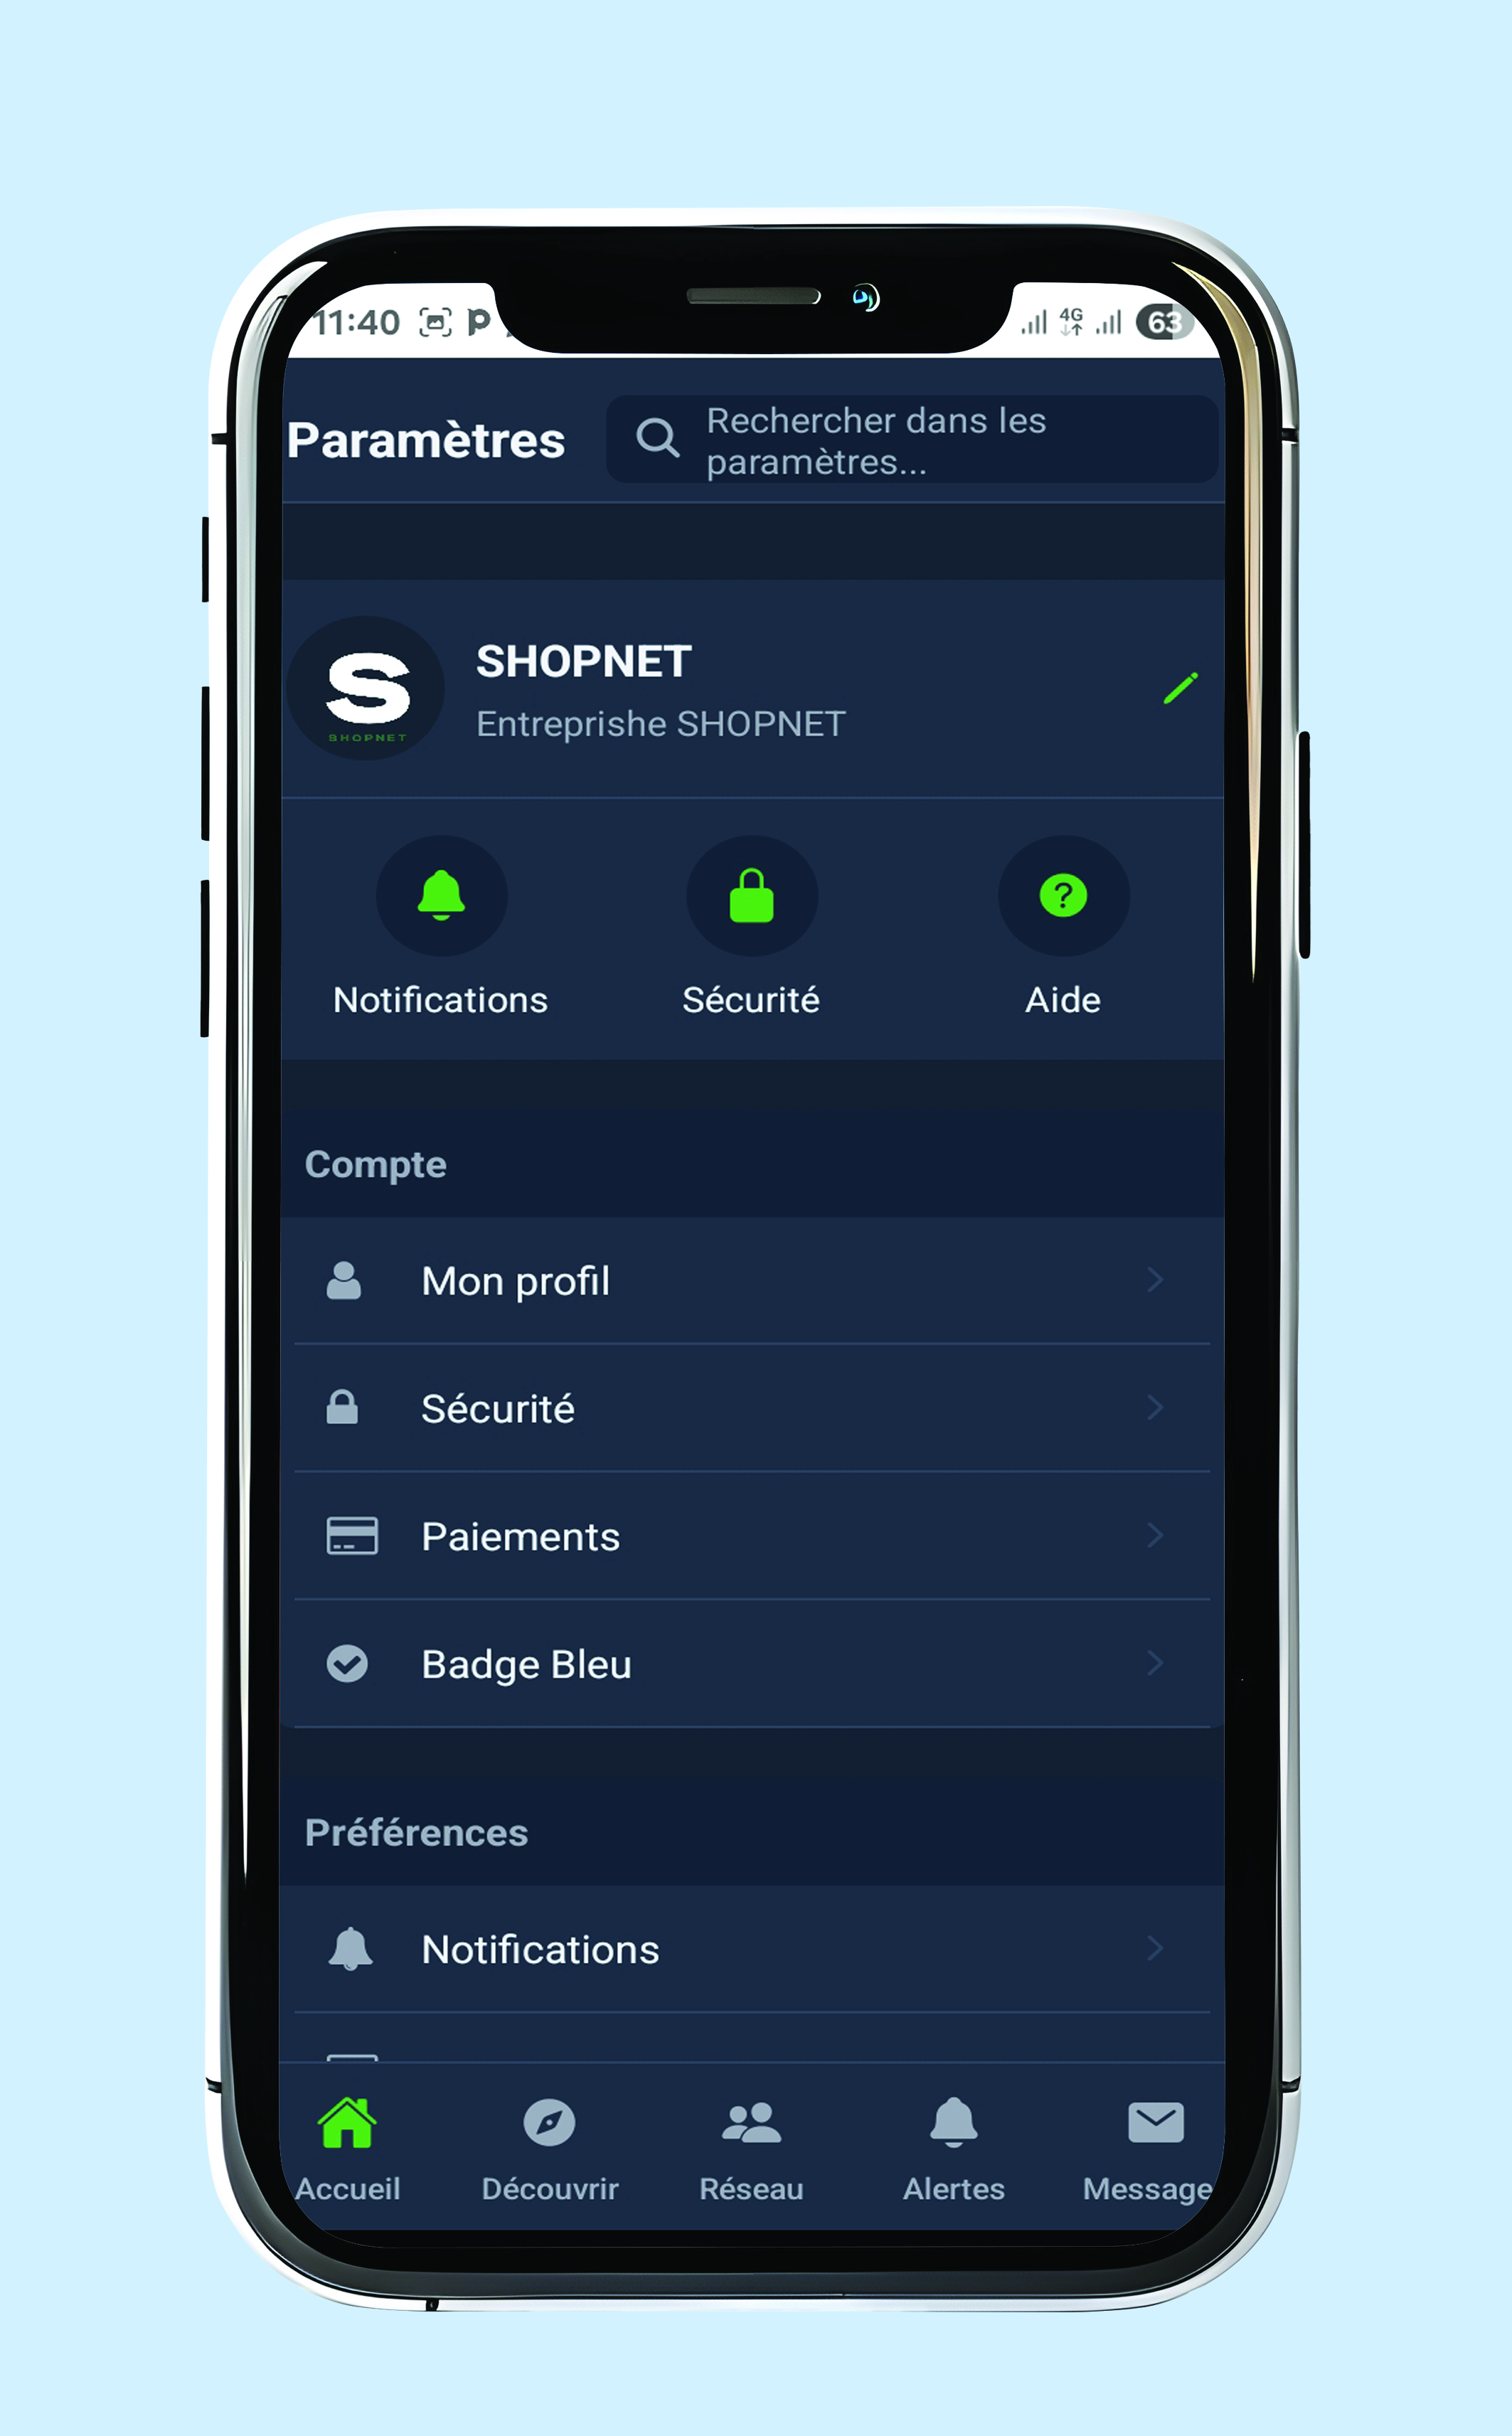 11:40
4G
63
Paramètres
Rechercher dans les
paramètres...
S
SHOPNET
SHOPNET
Entreprishe SHOPNET
Notifications
Sécurité
Aide
Compte
Mon profil
Sécurité
Paiements
Badge Bleu
Préférences
Notifications
Accueil
Découvrir
Réseau
Alertes
Message